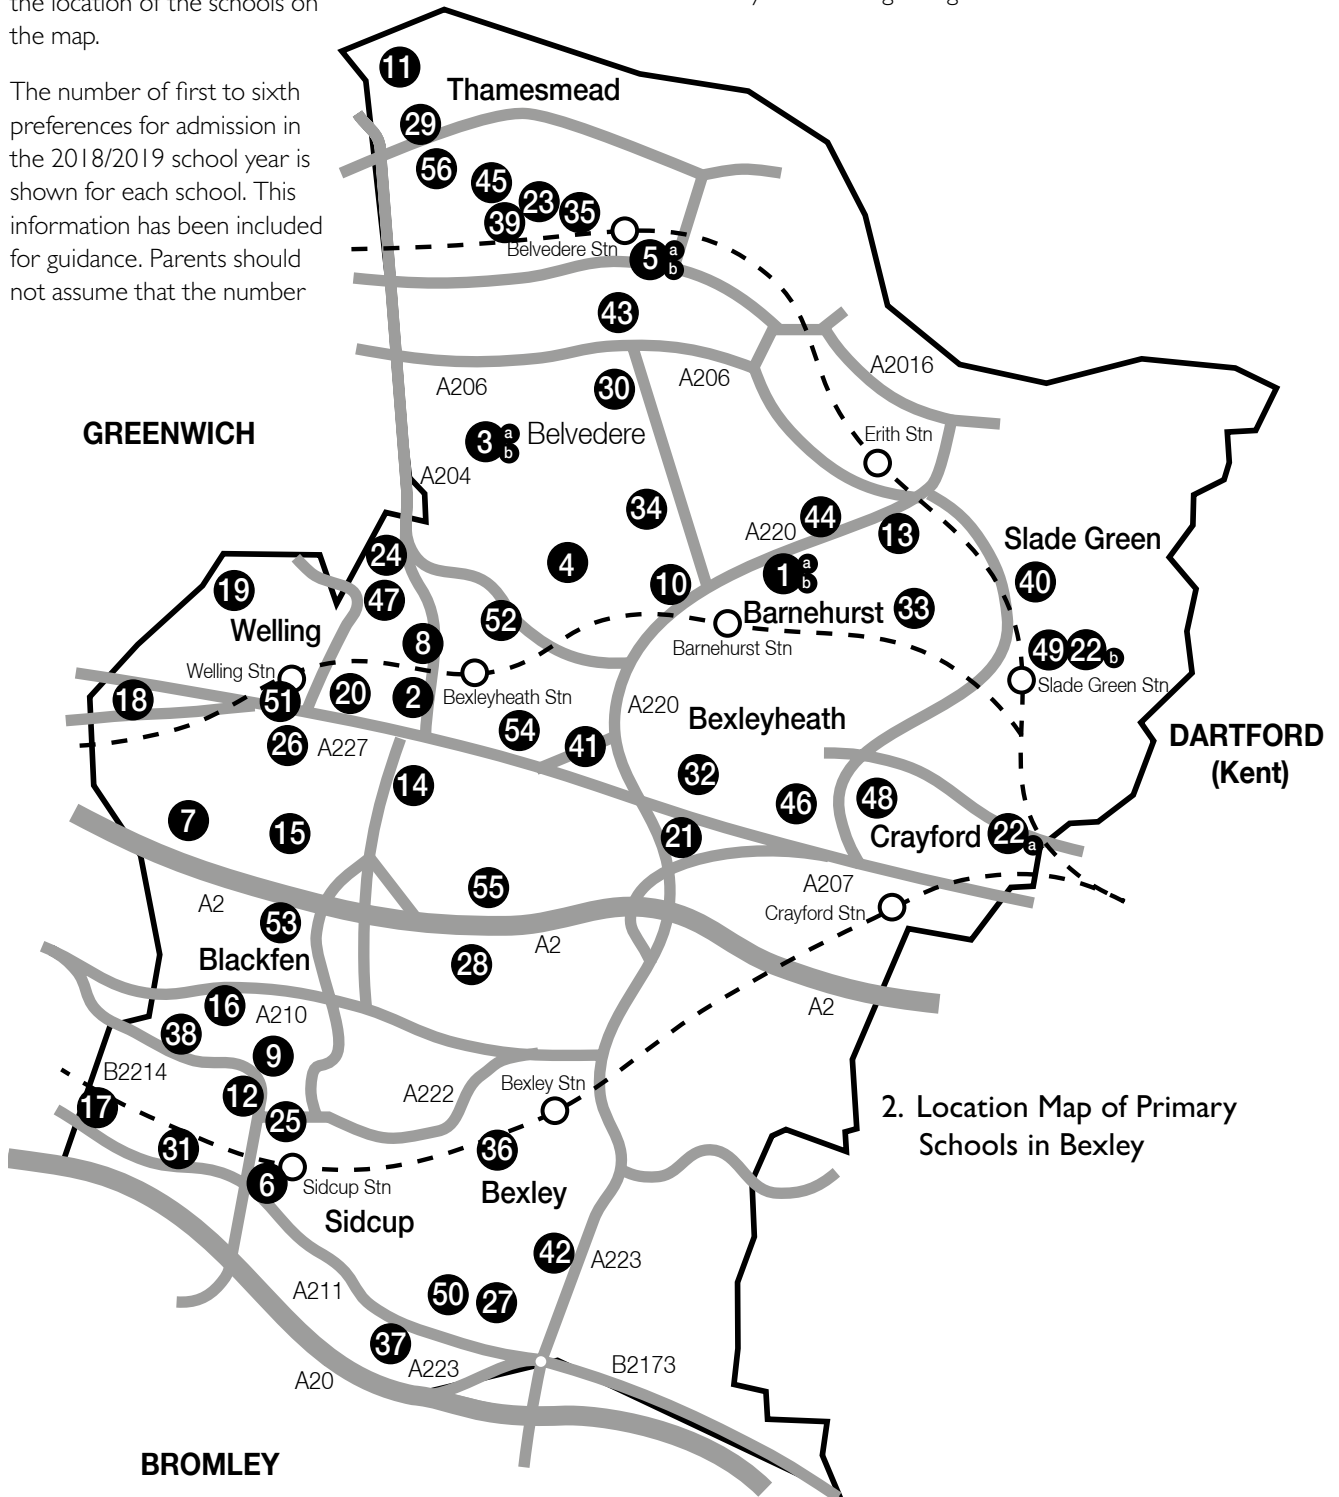 the location of the schools on
the map.
The number of first to sixth
preferences for admission in
the 2018/2019 school year is
shown for each school. This
information has been included
for guidance. Parents should
not assume that the number
11
Thamesmead
29
56
45
23
35
39
Belvedere Stn
5 a b
43
A206
A206
A2016
30
GREENWICH
3 a b
Belvedere
Erith Stn
A204
34
A220
44
13
Slade Green
24
4
10
1 a b
40
19
47
52
Barnehurst
33
Welling
8
Barnehurst Stn
49
22 b
Welling Stn
18
51
20
2
Bexleyheath Stn
Slade Green Stn
A220
Bexleyheath
26
A227
54
41
DARTFORD
(Kent)
14
32
46
48
7
15
21
Crayford
22 a
55
A207
A2
53
Crayford Stn
A2
Blackfen
28
16
A210
A2
38
9
B2214
12
A222
Bexley Stn
17
25
2. Location Map of Primary
Schools in Bexley
31
36
6
Sidcup Stn
Bexley
Sidcup
42
A223
A211
50
27
37
A223
B2173
A20
BROMLEY